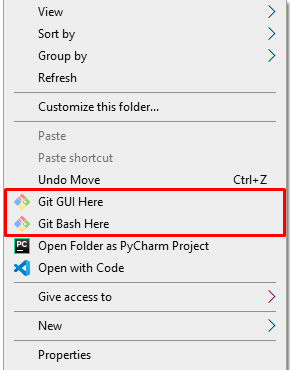 View
Sort by
Group by
Refresh
Customize this folder...
Paste
Paste shortcut
Undo Move Ctrl+Z
Git GUI Here
Git Bash Here
PC Open Folder as PyCharm Project
Open with Code
Give access to
New
Properties